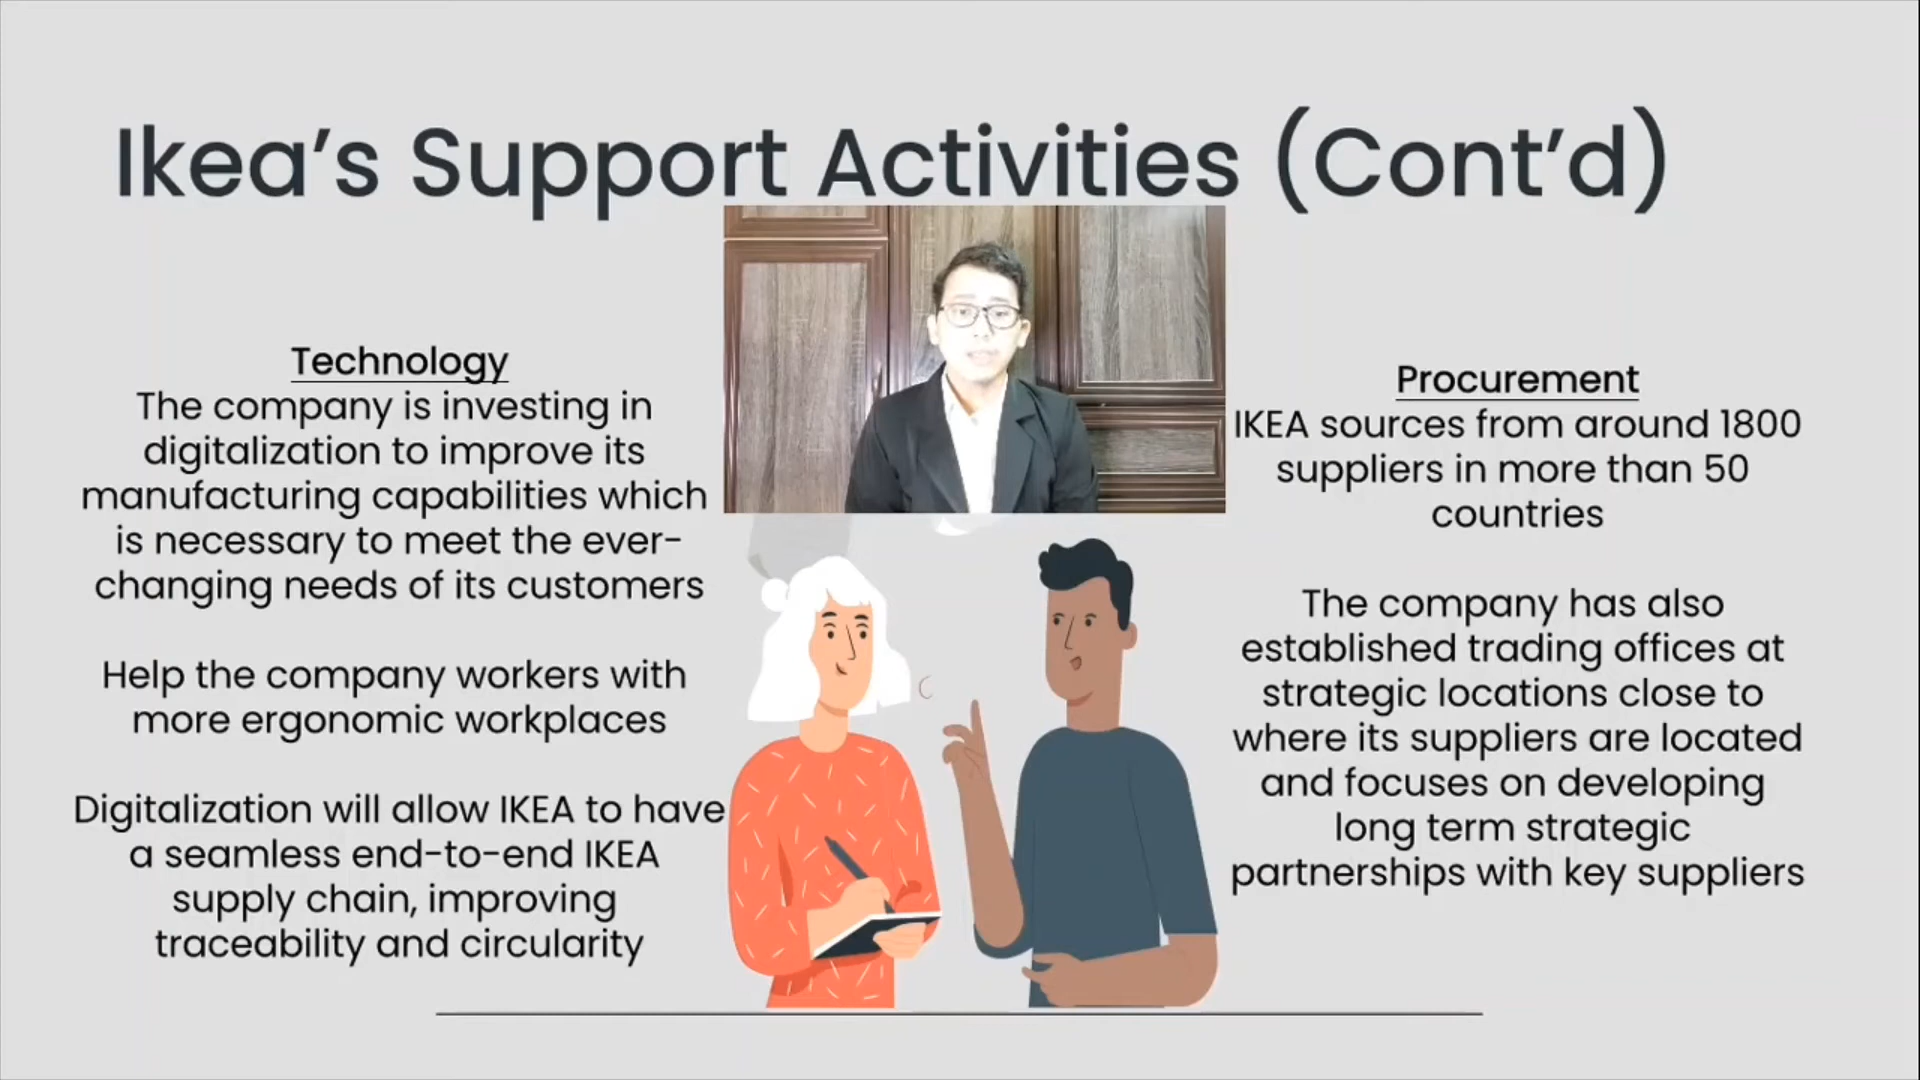 Ikea’s Support Activities (Cont’d)
Technology
The company is investing in
digitalization to improve its
manufacturing capabilities which
is necessary to meet the ever-
changing needs of its customers
Help the company workers with
more ergonomic workplaces
Digitalization will allow IKEA to have
a seamless end-to-end IKEA
supply chain, improving
traceability and circularity
Procurement
IKEA sources from around 1800
suppliers in more than 50
countries
The company has also
established trading offices at
strategic locations close to
where its suppliers are located
and focuses on developing
long term strategic
partnerships with key suppliers